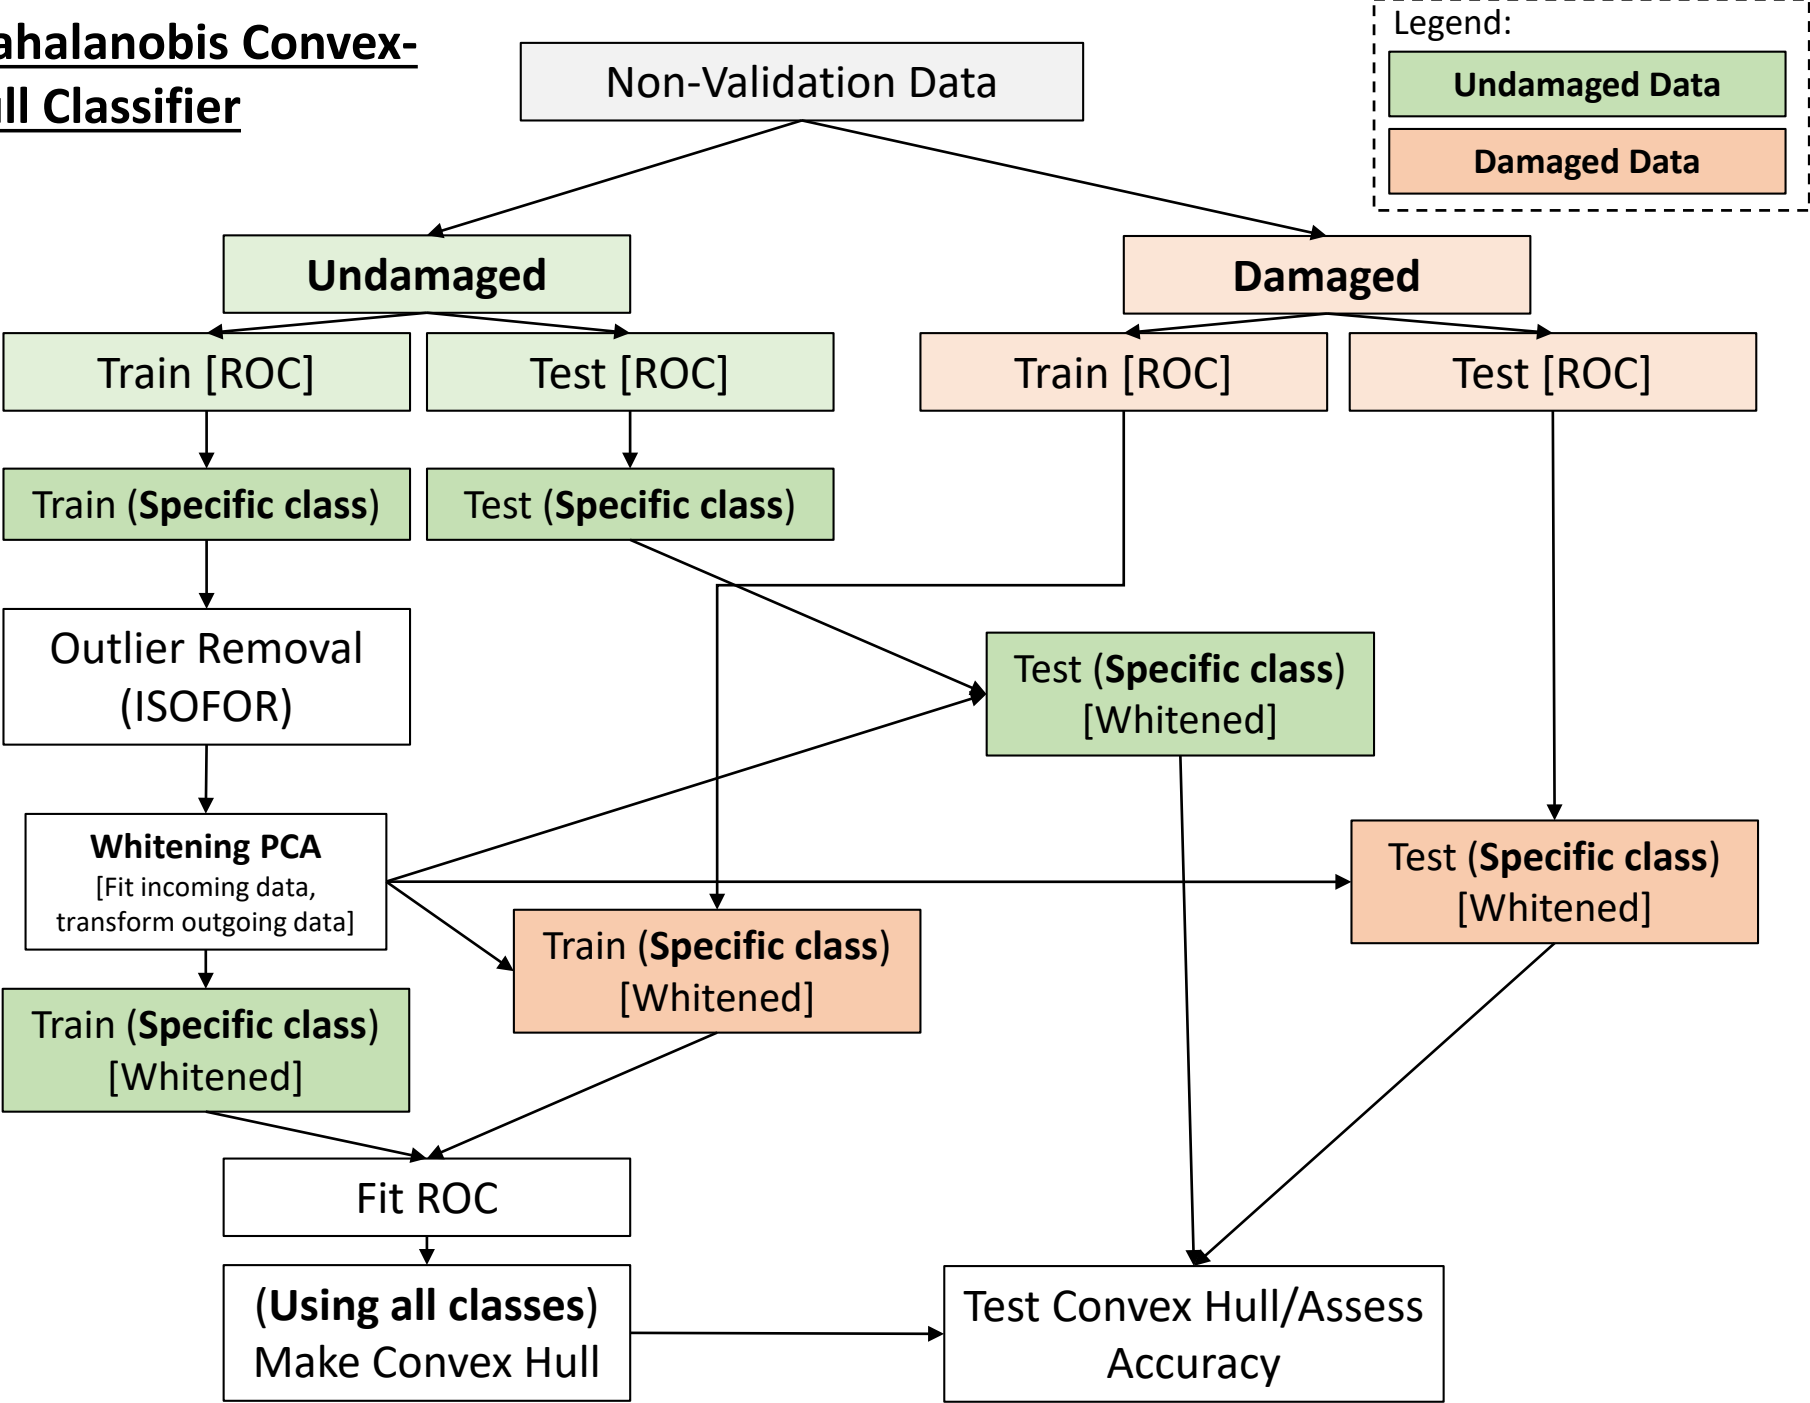 ahalanobis Convex-
ll Classifier
Non-Validation Data
Legend:
Undamaged Data
Damaged Data
Undamaged
Damaged
Train [ROC]
Test [ROC]
Train [ROC]
Test [ROC]
Train (Specific class)
Test (Specific class)
Outlier Removal
(ISOFOR)
Test (Specific class)
[Whitened]
Whitening PCA
[Fit incoming data,
transform outgoing data]
Test (Specific class)
[Whitened]
Train (Specific class)
[Whitened]
Train (Specific class)
[Whitened]
Fit ROC
(Using all classes)
Make Convex Hull
Test Convex Hull/Assess
Accuracy